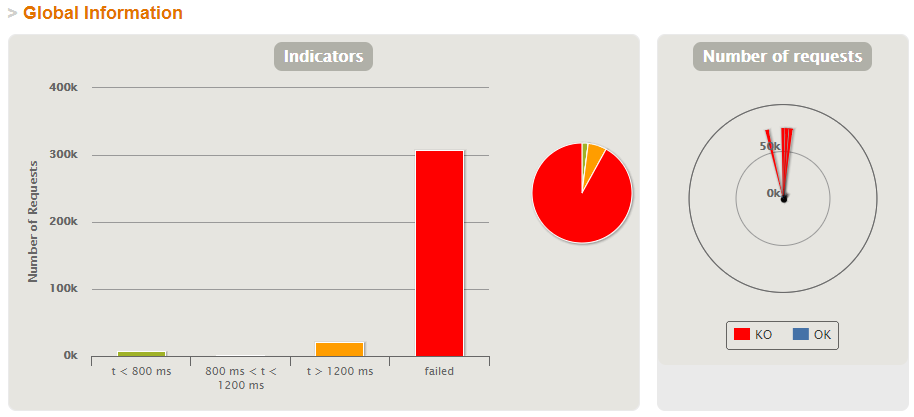 > Global Information
Indicators
Number of Requests
400k
300k
200k
100k
0k
t < 800 ms
800 ms < t <
1200 ms
t > 1200 ms
failed
Number of requests
50k
0k
KO
OK